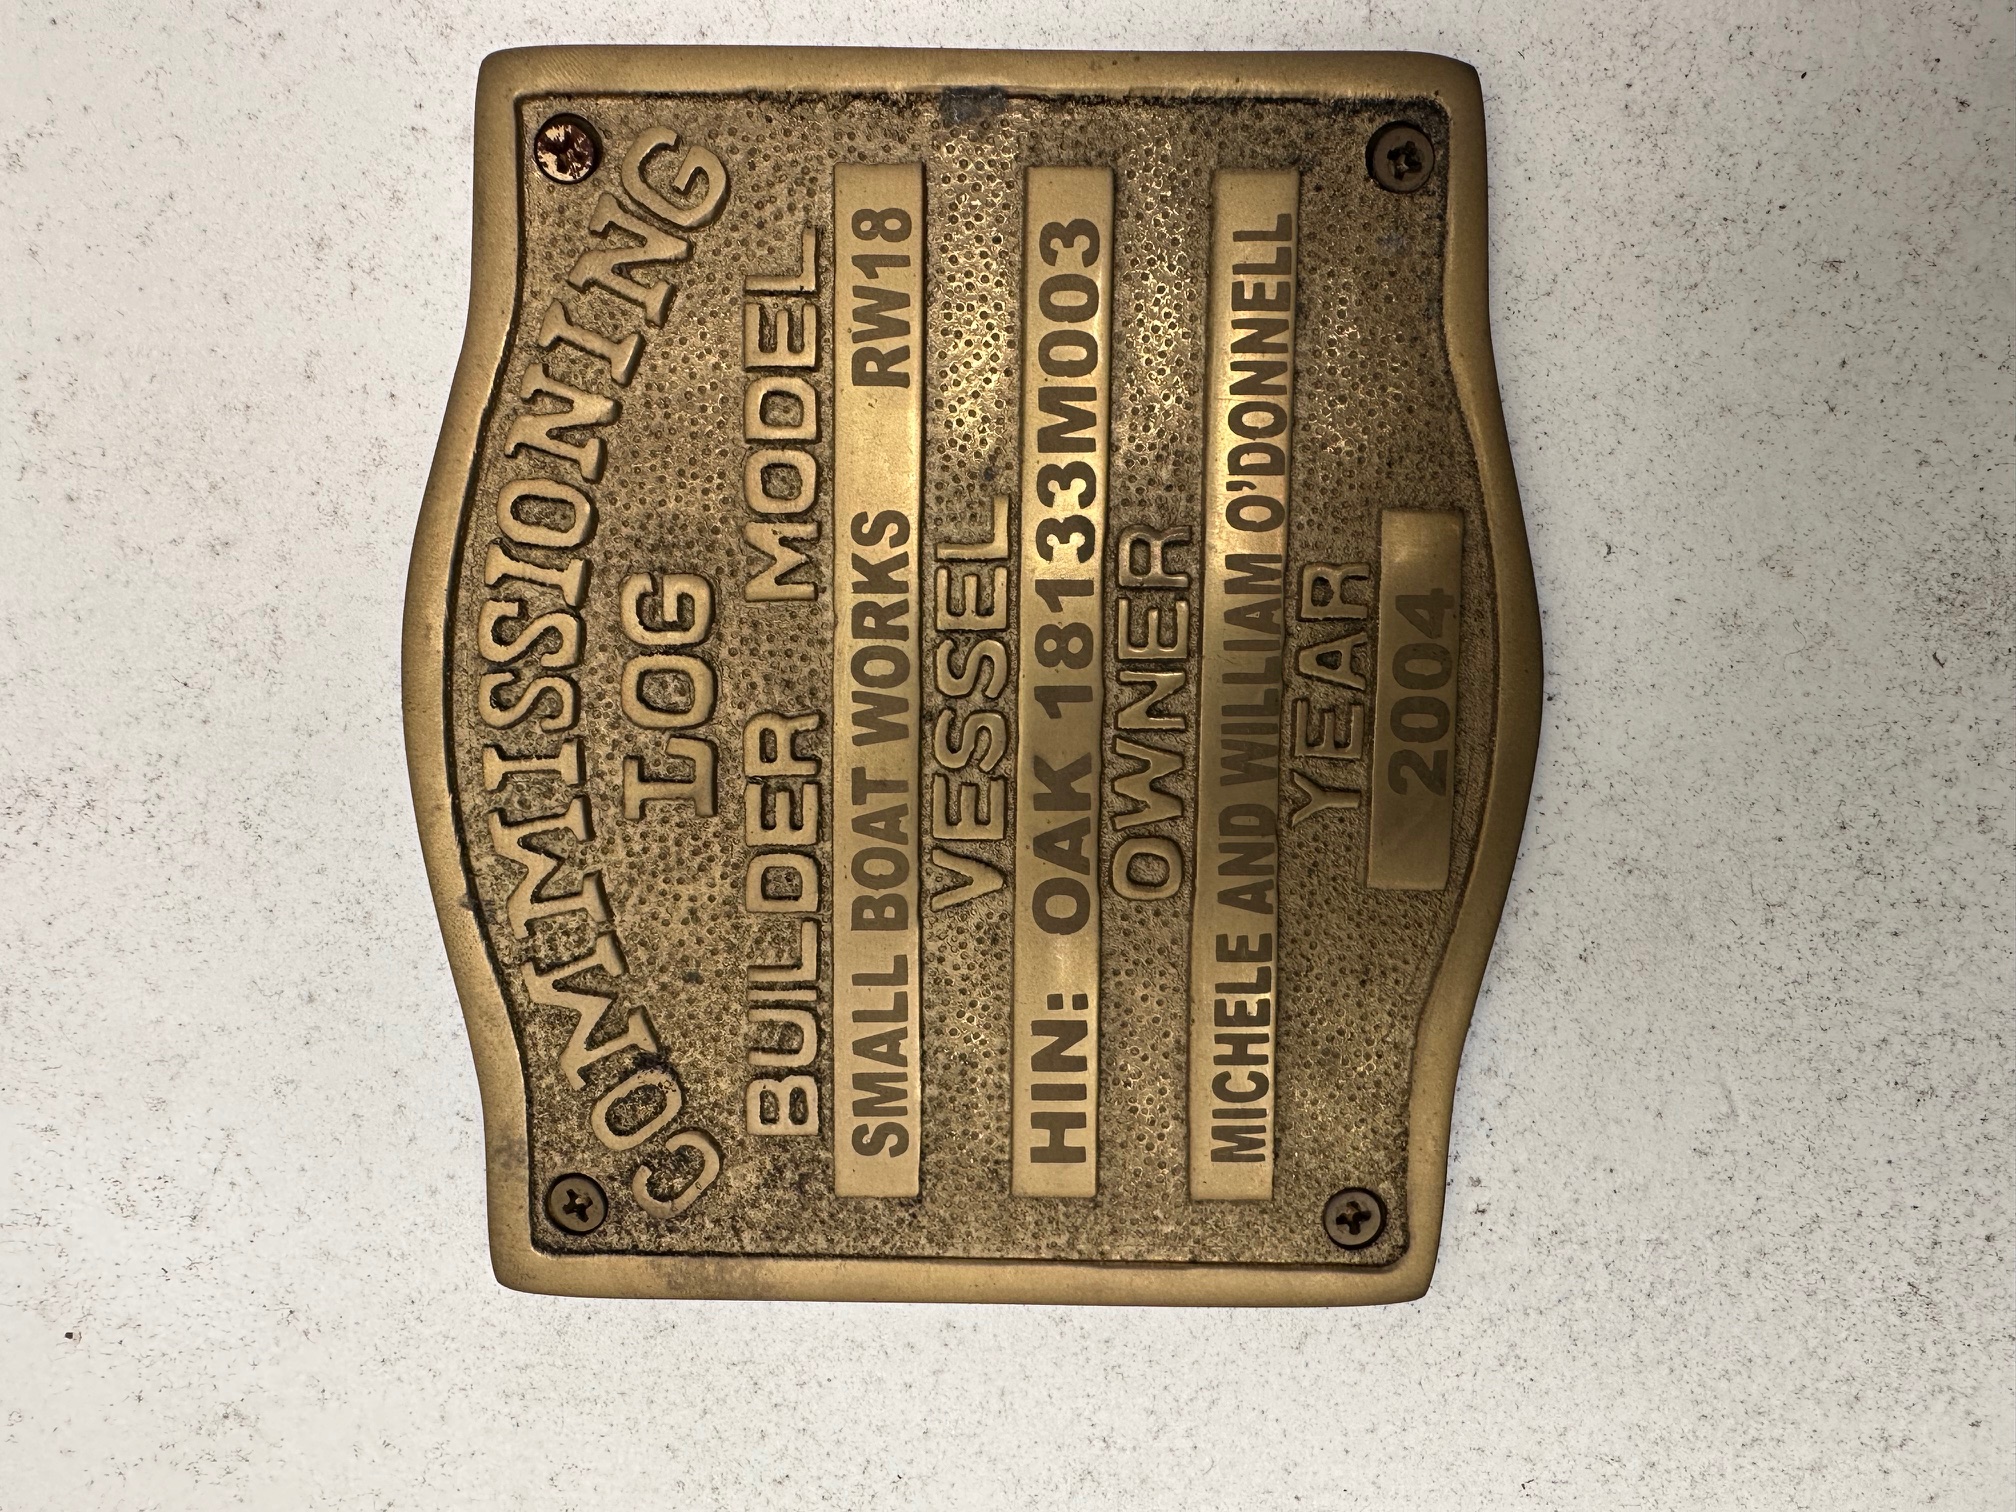 COMMISSIONING
LOG
BUILDER MODEL
SMALL BOAT WORKS RW18
VESSEL
HIN: OAK 18133M003
OWNER
MICHELE AND WILLIAM O'DONNELL
YEAR
2004